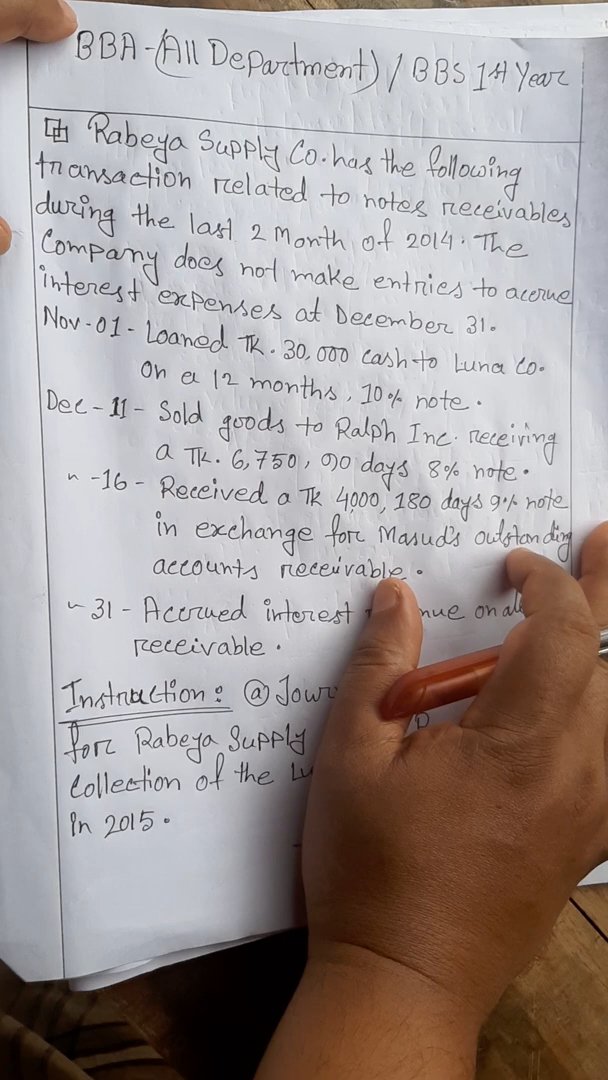 BBA-(All Department) / BBS 1st Year
Rabeya Supply Co. has the following
transaction related to notes receivables
during the last 2 Month of 2014. The
Company does not make entries to accrue
interest expenses at December 31.
Nov-01- Loaned Tk. 30,000 cash to Luna Co.
on a 12 months, 10% note.
Dec-11- Sold goods to Ralph Inc. receiving
a Tk. 6,750, 90 days 8% note.
" -16- Received a Tk 4000, 180 days 9% note
in exchange for Masud's outstanding
accounts receivable.
" 31- Accrued interest on
receivable.
Instruction: @
for Rabeya Supply
Collection of the
in 2015.